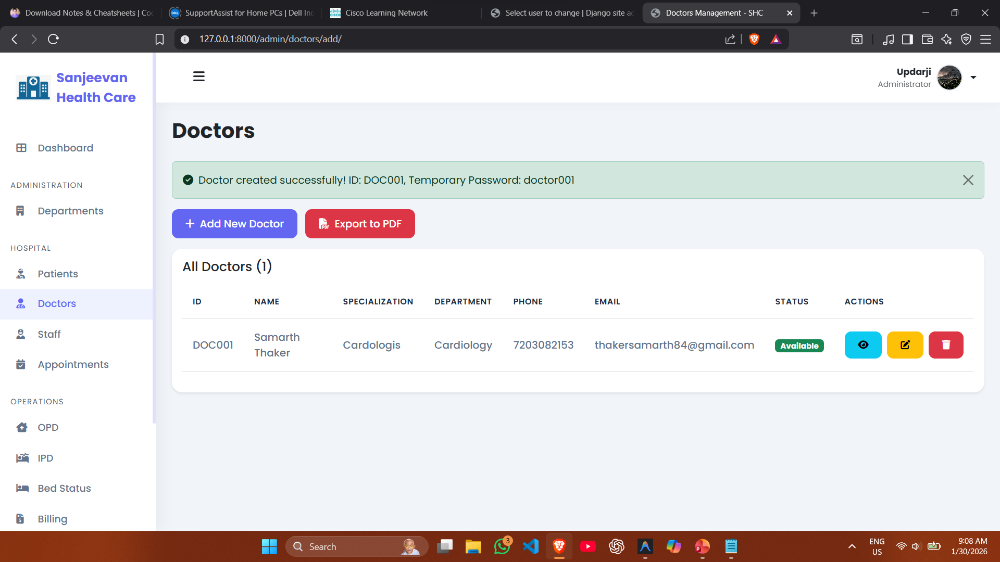 Download Notes & Cheatsheets | Co
SupportAssist for Home PCs | Dell In
Cisco Learning Network
Select user to change | Django site a
Doctors Management - SHC
127.0.0.1:8000/admin/doctors/add/
Sanjeevan
Health Care
Updarji
Administrator
Dashboard
ADMINISTRATION
Departments
HOSPITAL
Patients
Doctors
Staff
Appointments
OPERATIONS
OPD
IPD
Bed Status
Billing
Doctors
Doctor created successfully! ID: DOC001, Temporary Password: doctor001
Add New Doctor
Export to PDF
All Doctors (1)
ID NAME SPECIALIZATION DEPARTMENT PHONE EMAIL STATUS ACTIONS
DOC001 Samarth Thaker Cardologis Cardiology 7203082153 thakersamarth84@gmail.com Available
Search
3
ENG
US
9:08 AM
1/30/2026